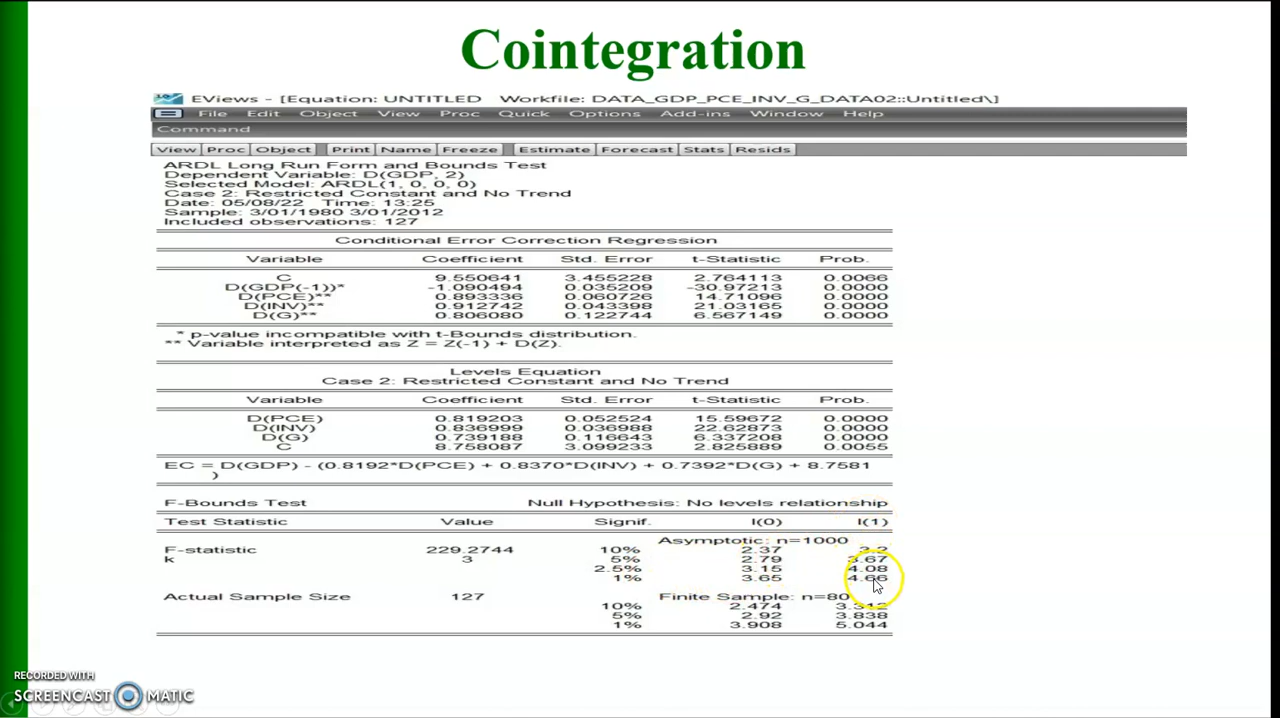 Cointegration
EViews - [Equation: UNTITLED Workfile: DATA_GDP_PCE_INV_G_DATA02::Untitled\]
File Edit Object View Proc Quick Options Add-ins Window Help
Command
View Proc Object Print Name Freeze Estimate Forecast Stats Resids
ARDL Long Run Form and Bounds Test
Dependent Variable: D(GDP, 2)
Selected Model: ARDL(1, 0, 0, 0)
Case 2: Restricted Constant and No Trend
Date: 05/08/22 Time: 13:25
Sample: 3/01/1980 3/01/2012
Included observations: 127
Conditional Error Correction Regression
Variable Coefficient Std. Error t-Statistic Prob.
C 9.550641 3.455228 2.764113 0.0066
D(GDP(-1))* -1.090494 0.035209 -30.97213 0.0000
D(PCE)** 0.893336 0.060726 14.71096 0.0000
D(INV)** 0.912742 0.043398 21.03165 0.0000
D(G)** 0.806080 0.122744 6.567149 0.0000
* p-value incompatible with t-Bounds distribution.
** Variable interpreted as Z = Z(-1) + D(Z).
Levels Equation
Case 2: Restricted Constant and No Trend
Variable Coefficient Std. Error t-Statistic Prob.
D(PCE) 0.819203 0.052524 15.59672 0.0000
D(INV) 0.836999 0.036988 22.62873 0.0000
D(G) 0.739188 0.116643 6.337208 0.0000
C 8.758087 3.099233 2.825889 0.0055
EC = D(GDP) - (0.8192*D(PCE) + 0.8370*D(INV) + 0.7392*D(G) + 8.7581
)
F-Bounds Test Null Hypothesis: No levels relationship
Test Statistic Value Signif. I(0) I(1)
Asymptotic: n=1000
F-statistic 229.2744 10% 2.37 3.2
k 3 5% 2.79 3.67
2.5% 3.15 4.08
1% 3.65 4.66
Actual Sample Size 127 Finite Sample: n=80
10% 2.474 3.312
5% 2.92 3.838
1% 3.908 5.044
RECORDED WITH
SCREENCAST MATIC